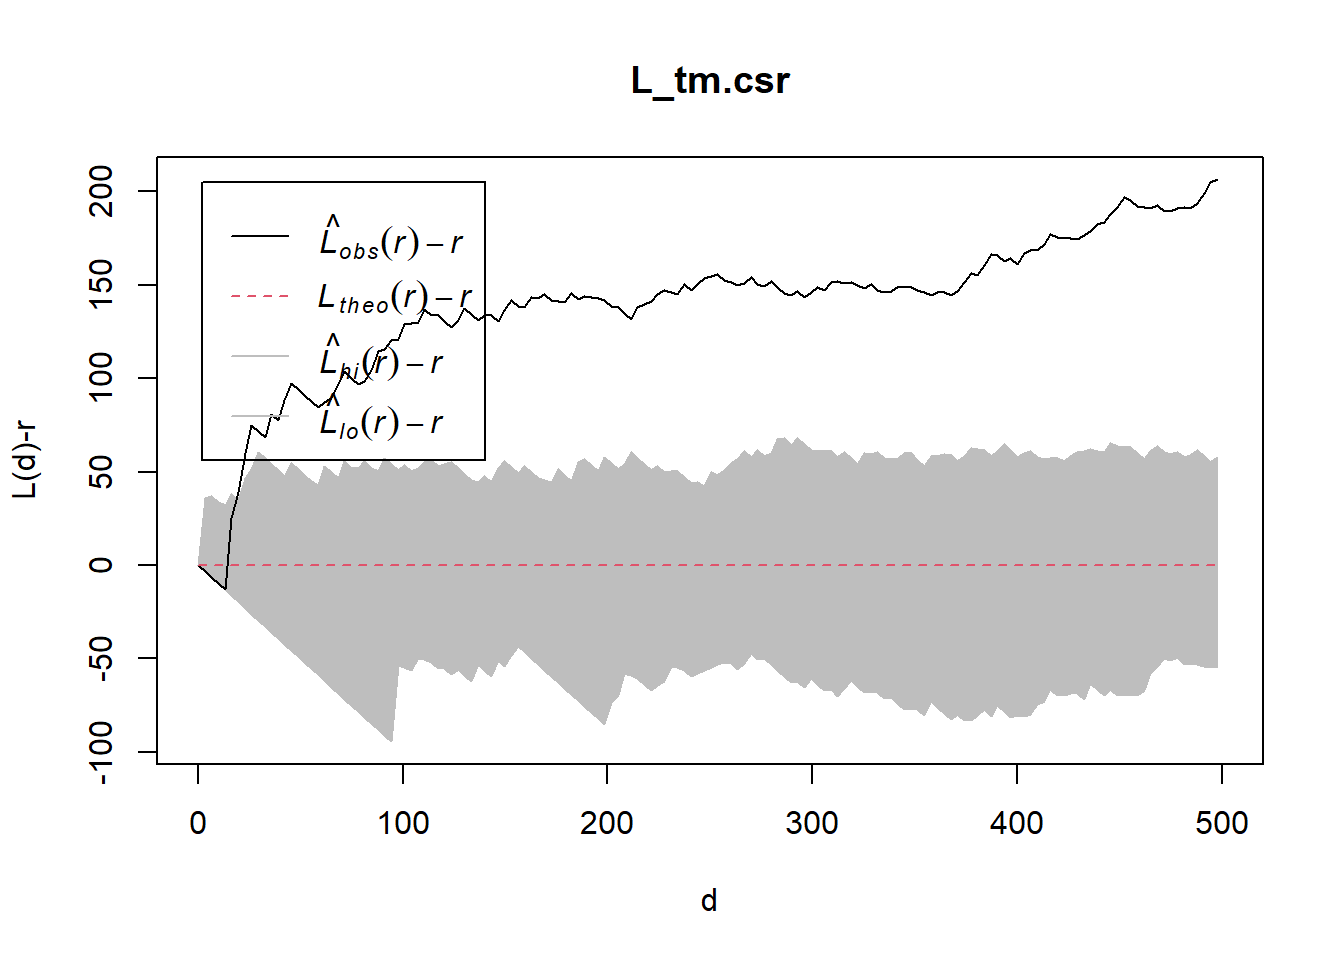 L_tm.csr
L(d)-r
200
150
100
50
0
-50
-100
L̂obs(r) − r
Ltheo(r) − r
L̂hi(r) − r
L̂lo(r) − r
0 100 200 300 400 500
d